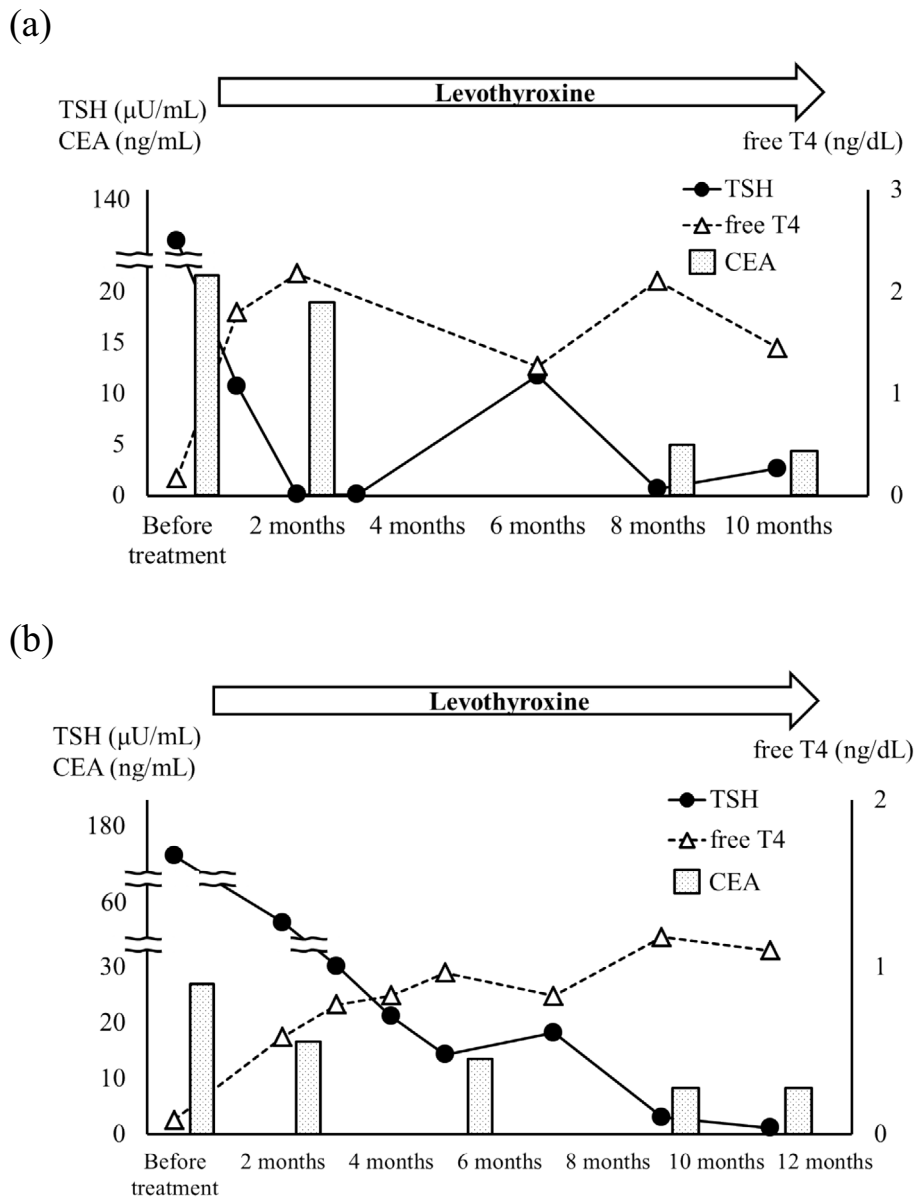 (a)
Levothyroxine
TSH (μU/mL)
CEA (ng/mL)
free T4 (ng/dL)
140
20
15
10
5
0
3
2
1
0
TSH
free T4
CEA
Before treatment
2 months
4 months
6 months
8 months
10 months
(b)
Levothyroxine
TSH (μU/mL)
CEA (ng/mL)
free T4 (ng/dL)
180
60
30
20
10
0
2
1
0
TSH
free T4
CEA
Before treatment
2 months
4 months
6 months
8 months
10 months
12 months